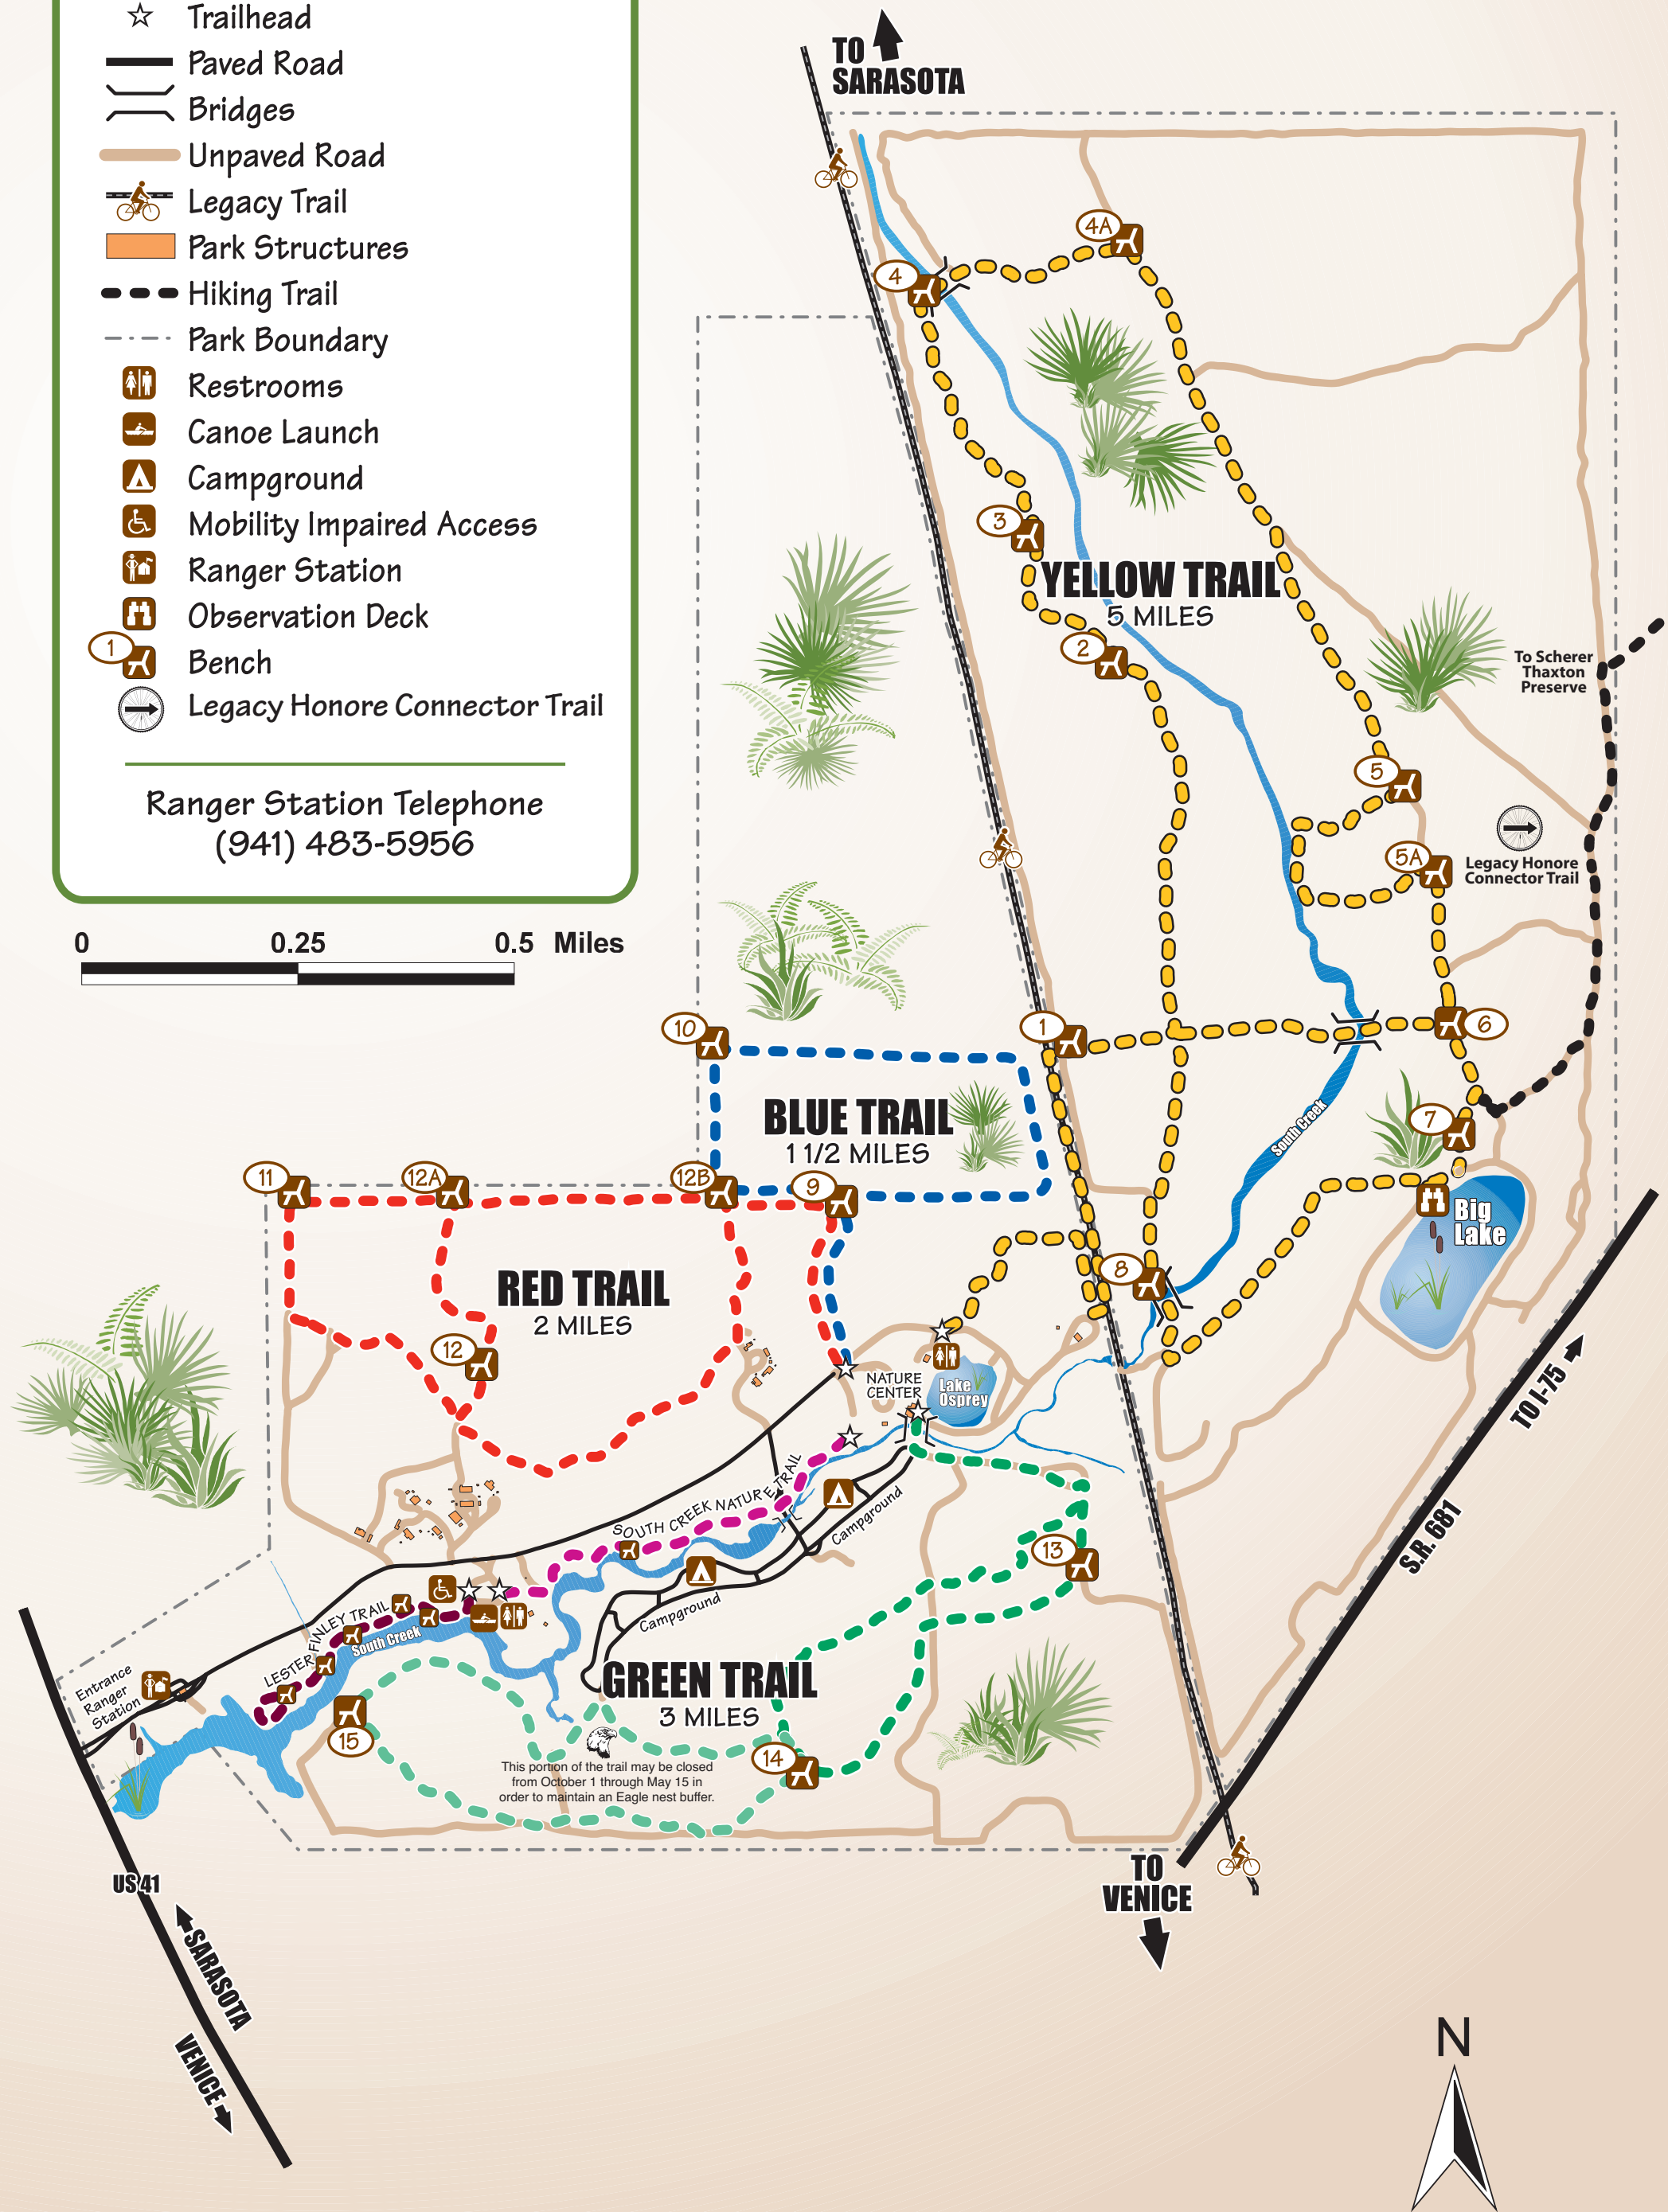 Trailhead
Paved Road
Bridges
Unpaved Road
Legacy Trail
Park Structures
Hiking Trail
Park Boundary
Restrooms
Canoe Launch
Campground
Mobility Impaired Access
Ranger Station
Observation Deck
1
Bench
Legacy Honore Connector Trail
Ranger Station Telephone
(941) 483-5956
0 0.25 0.5 Miles
TO
SARASOTA
4A
4
3
YELLOW TRAIL
5 MILES
2
To Scherer
Thaxton
Preserve
5
5A
Legacy Honore
Connector Trail
10
1
6
South Creek
BLUE TRAIL
1 1/2 MILES
7
11
12A
12B
9
Big
Lake
RED TRAIL
2 MILES
8
12
NATURE
CENTER
Lake
Osprey
TO I-75
S.R. 681
SOUTH CREEK NATURE TRAIL
Campground
13
Campground
LESTER FINLEY TRAIL
South Creek
Entrance
Ranger
Station
GREEN TRAIL
3 MILES
15
14
This portion of the trail may be closed
from October 1 through May 15 in
order to maintain an Eagle nest buffer.
TO
VENICE
US 41
SARASOTA
VENICE
N